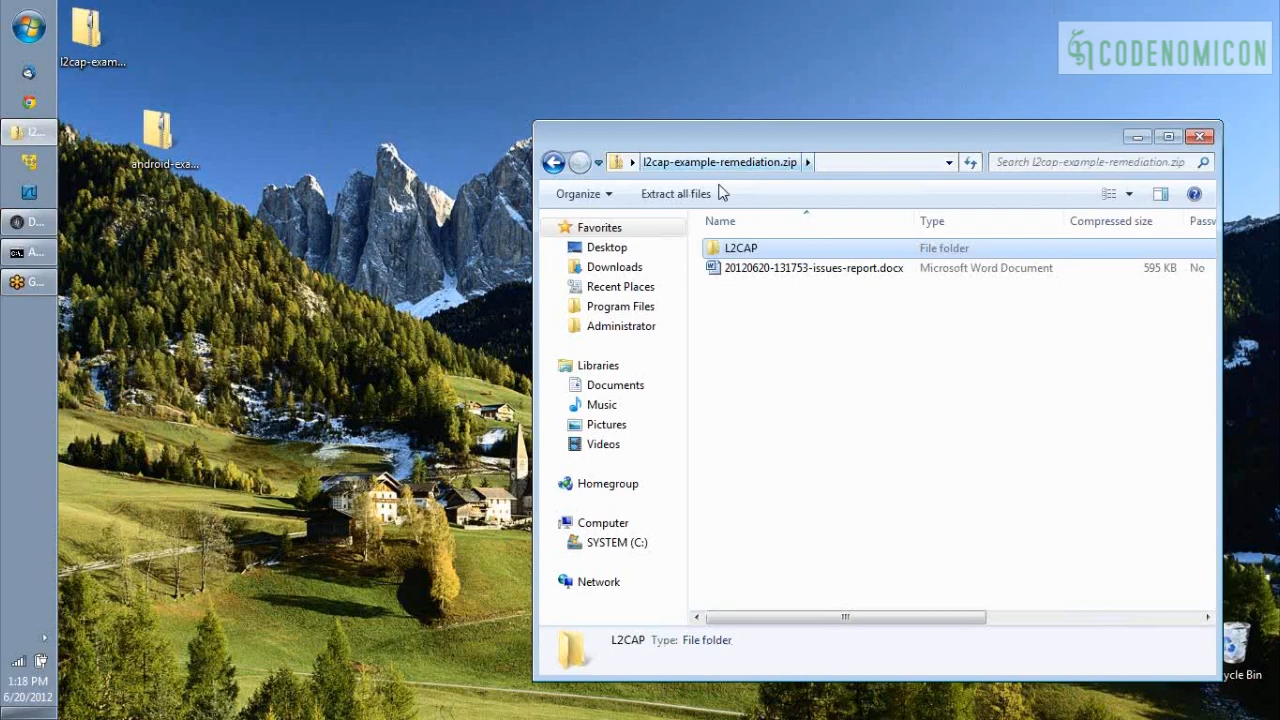 l2cap-exam...
android-exa...
CODENOMICON
l2...
D...
A...
G...
1:18 PM
6/20/2012
l2cap-example-remediation.zip
Search l2cap-example-remediation.zip
Organize
Extract all files
Name
Type
Compressed size
Passw
Favorites
Desktop
Downloads
Recent Places
Program Files
Administrator
Libraries
Documents
Music
Pictures
Videos
Homegroup
Computer
SYSTEM (C:)
Network
L2CAP File folder
20120620-131753-issues-report.docx Microsoft Word Document 595 KB No
L2CAP Type: File folder
ycle Bin